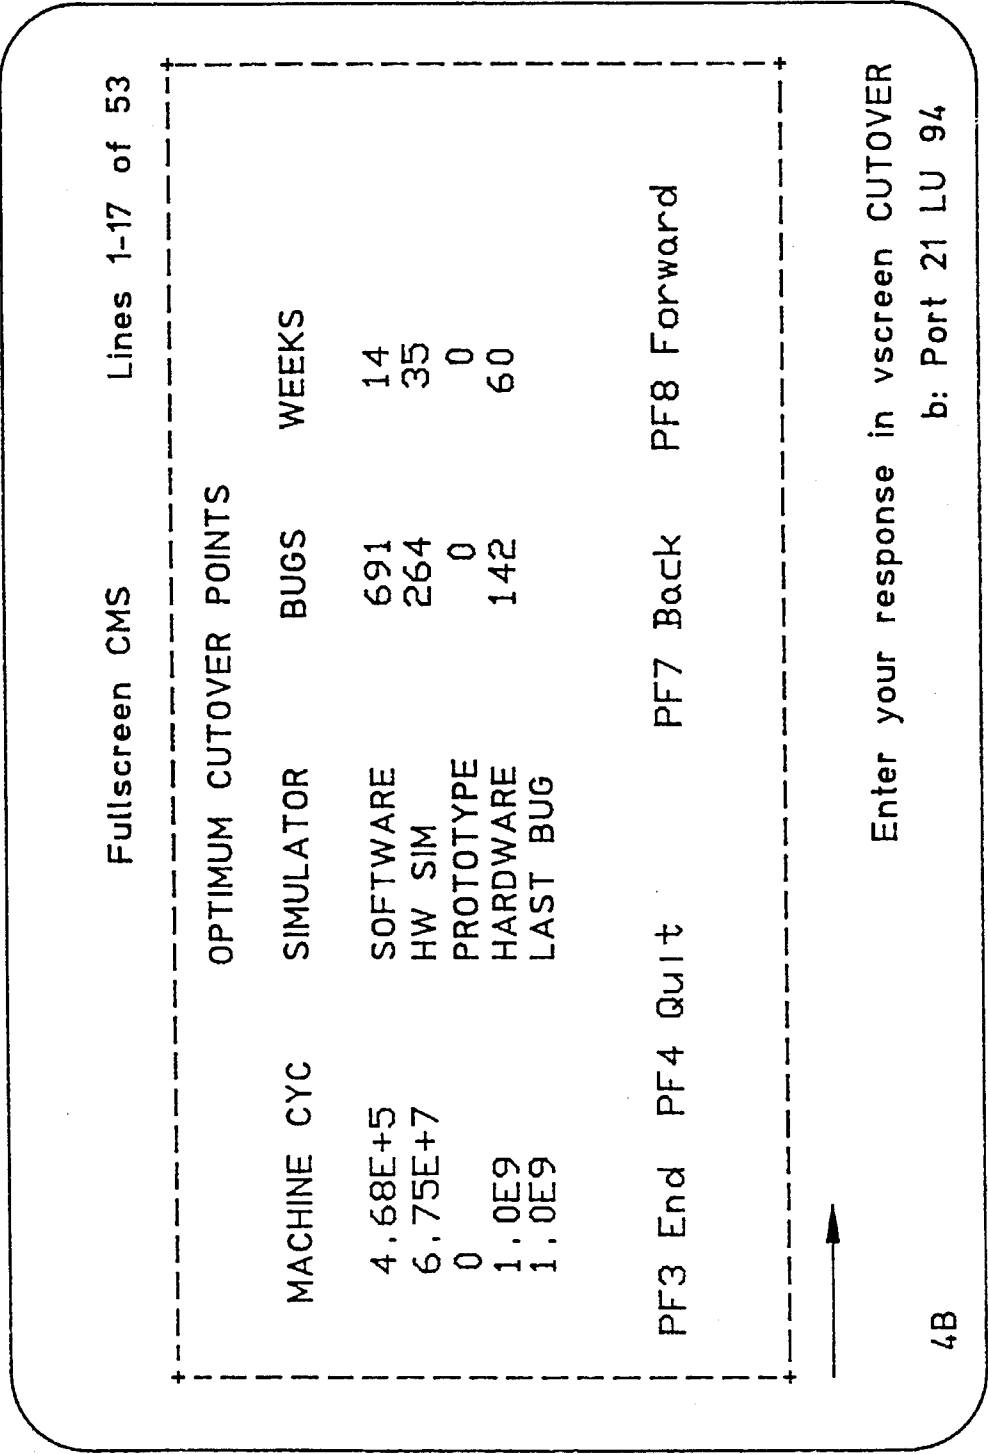 Fullscreen CMS Lines 1-17 of 53
OPTIMUM CUTOVER POINTS
MACHINE CYC SIMULATOR BUGS WEEKS
4.68E+5 SOFTWARE 691 14
6.75E+7 HW SIM 264 35
0 PROTOTYPE 0 0
1.0E9 HARDWARE 142 60
1.0E9 LAST BUG
PF3 End PF4 Quit PF7 Back PF8 Forward
Enter your response in vscreen CUTOVER
4B b: Port 21 LU 94